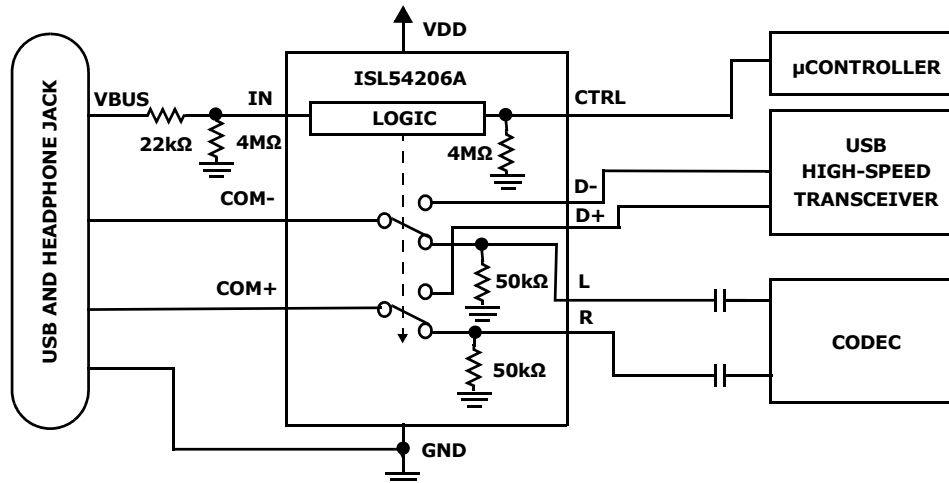 USB AND HEADPHONE JACK
VDD
ISL54206A
µCONTROLLER
VBUS
IN
LOGIC
CTRL
22kΩ
4MΩ
4MΩ
USB
HIGH-SPEED
TRANSCEIVER
COM-
D-
D+
50kΩ
L
COM+
R
50kΩ
CODEC
GND